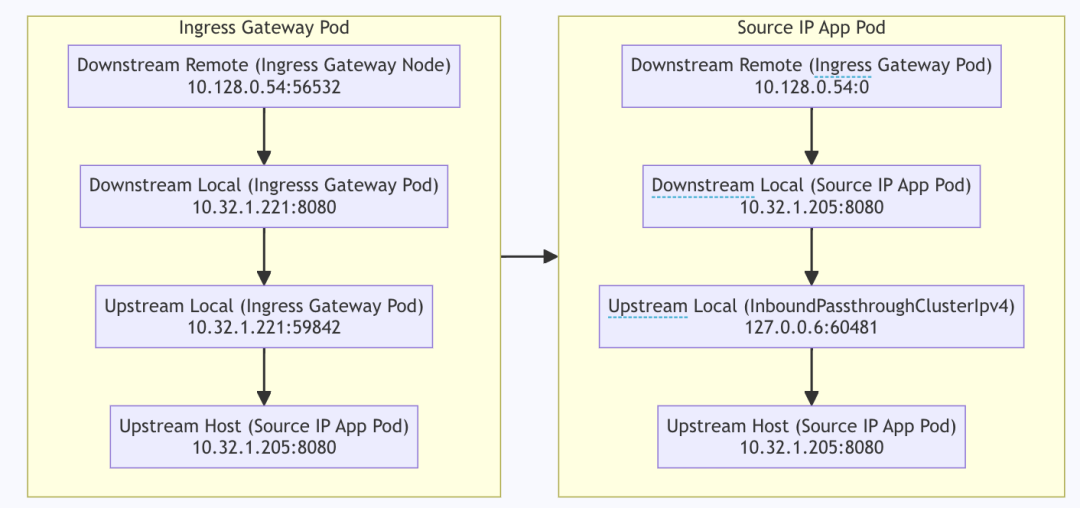 Ingress Gateway Pod
Downstream Remote (Ingress Gateway Node)
10.128.0.54:56532
Downstream Local (Ingresss Gateway Pod)
10.32.1.221:8080
Upstream Local (Ingress Gateway Pod)
10.32.1.221:59842
Upstream Host (Source IP App Pod)
10.32.1.205:8080
Source IP App Pod
Downstream Remote (Ingress Gateway Pod)
10.128.0.54:0
Downstream Local (Source IP App Pod)
10.32.1.205:8080
Upstream Local (InboundPassthroughClusterIpv4)
127.0.0.6:60481
Upstream Host (Source IP App Pod)
10.32.1.205:8080